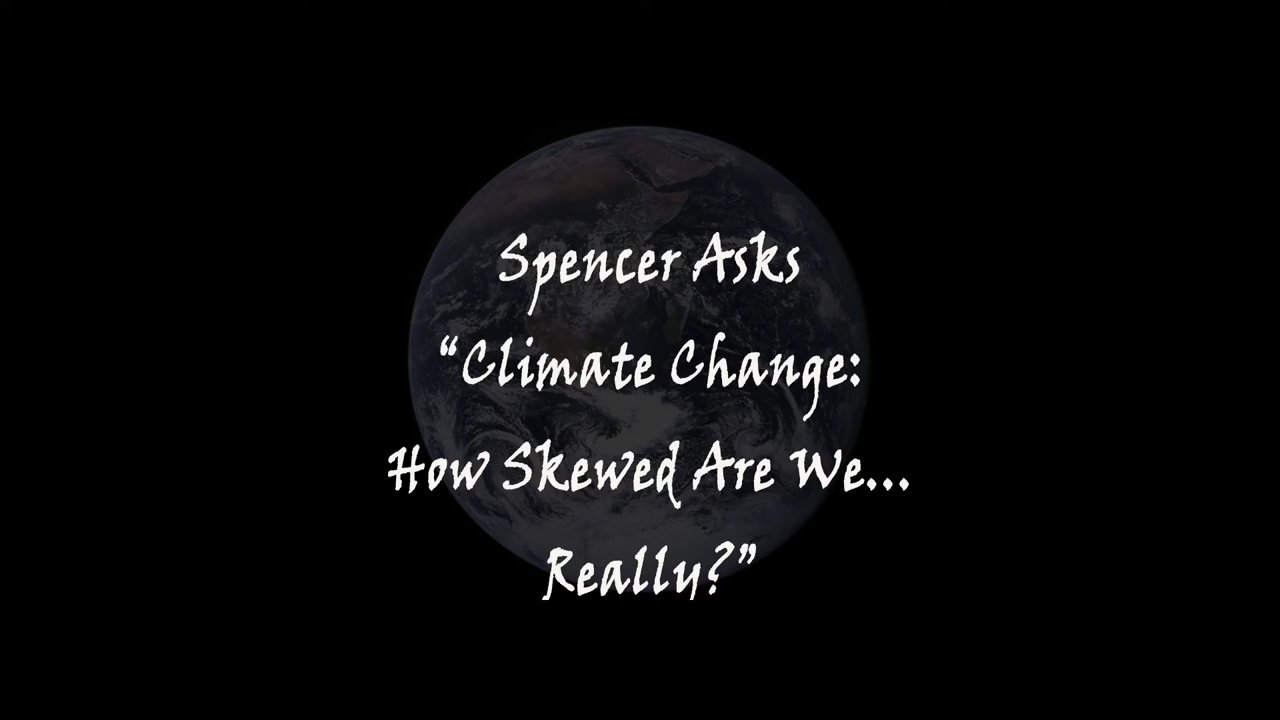 Spencer Asks
“Climate Change:
How Skewed Are We...
Really?”